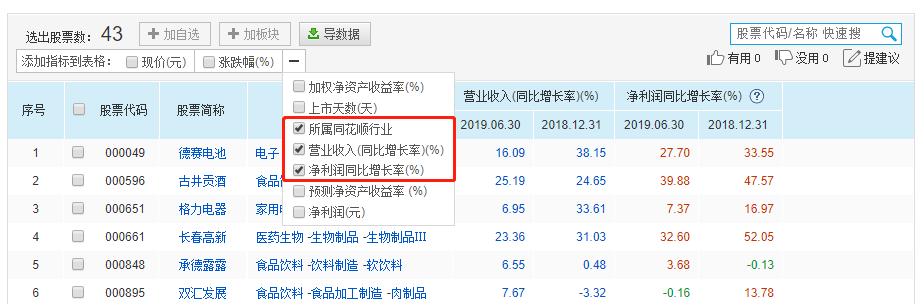 选出股票数： 43 加自选 加板块 导数据 股票代码/名称 快速搜
添加指标到表格： 现价(元) 涨跌幅(%) 有用 0 没用 0 提建议
加权净资产收益率(%)
上市天数(天)
所属同花顺行业
营业收入(同比增长率)(%)
净利润同比增长率(%)
预测净资产收益率 (%)
净利润(元)
序号 股票代码 股票简称 营业收入(同比增长率)(%) 净利润同比增长率(%) ?
2019.06.30 2018.12.31 2019.06.30 2018.12.31
1 000049 德赛电池 电子 16.09 38.15 27.70 33.55
2 000596 古井贡酒 食品 25.19 24.65 39.88 47.57
3 000651 格力电器 家用 6.95 33.61 7.37 16.97
4 000661 长春高新 医药生物 -生物制品 -生物制品III 23.36 31.03 32.60 52.05
5 000848 承德露露 食品饮料 -饮料制造 -软饮料 6.55 0.48 3.68 -0.13
6 000895 双汇发展 食品饮料 -食品加工制造 -肉制品 7.67 -3.32 -0.16 13.78